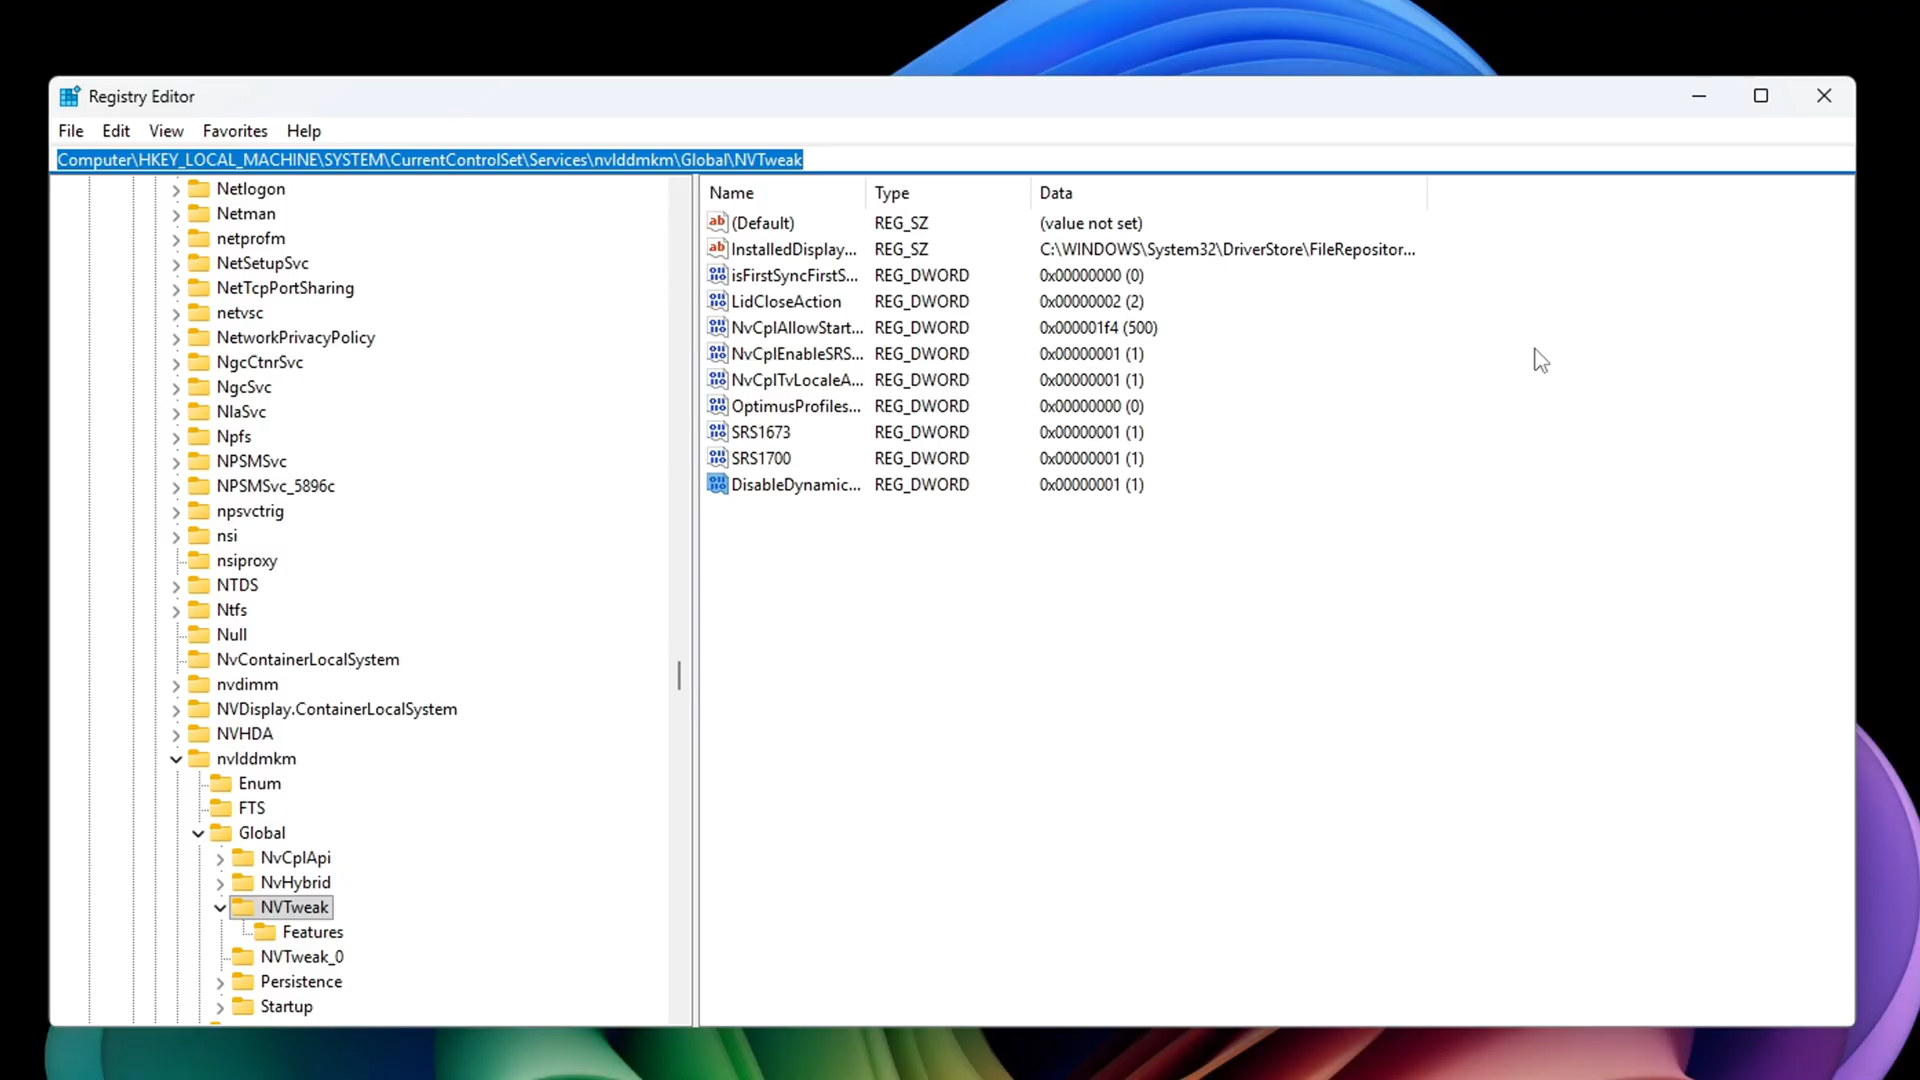 Registry Editor
File Edit View Favorites Help
Computer\HKEY_LOCAL_MACHINE\SYSTEM\CurrentControlSet\Services\nvlddmkm\Global\NVTweak
Netlogon
Netman
netprofm
NetSetupSvc
NetTcpPortSharing
netvsc
NetworkPrivacyPolicy
NgcCtnrSvc
NgcSvc
NlaSvc
Npfs
NPSMSvc
NPSMSvc_5896c
npsvctrig
nsi
nsiproxy
NTDS
Ntfs
Null
NvContainerLocalSystem
nvdimm
NVDisplay.ContainerLocalSystem
NVHDA
nvlddmkm
Enum
FTS
Global
NvCplApi
NvHybrid
NVTweak
Features
NVTweak_0
Persistence
Startup
Name Type Data
(Default) REG_SZ (value not set)
InstalledDisplay... REG_SZ C:\WINDOWS\System32\DriverStore\FileRepositor...
isFirstSyncFirstS... REG_DWORD 0x00000000 (0)
LidCloseAction REG_DWORD 0x00000002 (2)
NvCplAllowStart... REG_DWORD 0x000001f4 (500)
NvCplEnableSRS... REG_DWORD 0x00000001 (1)
NvCplTvLocaleA... REG_DWORD 0x00000001 (1)
OptimusProfiles... REG_DWORD 0x00000000 (0)
SRS1673 REG_DWORD 0x00000001 (1)
SRS1700 REG_DWORD 0x00000001 (1)
DisableDynamic... REG_DWORD 0x00000001 (1)